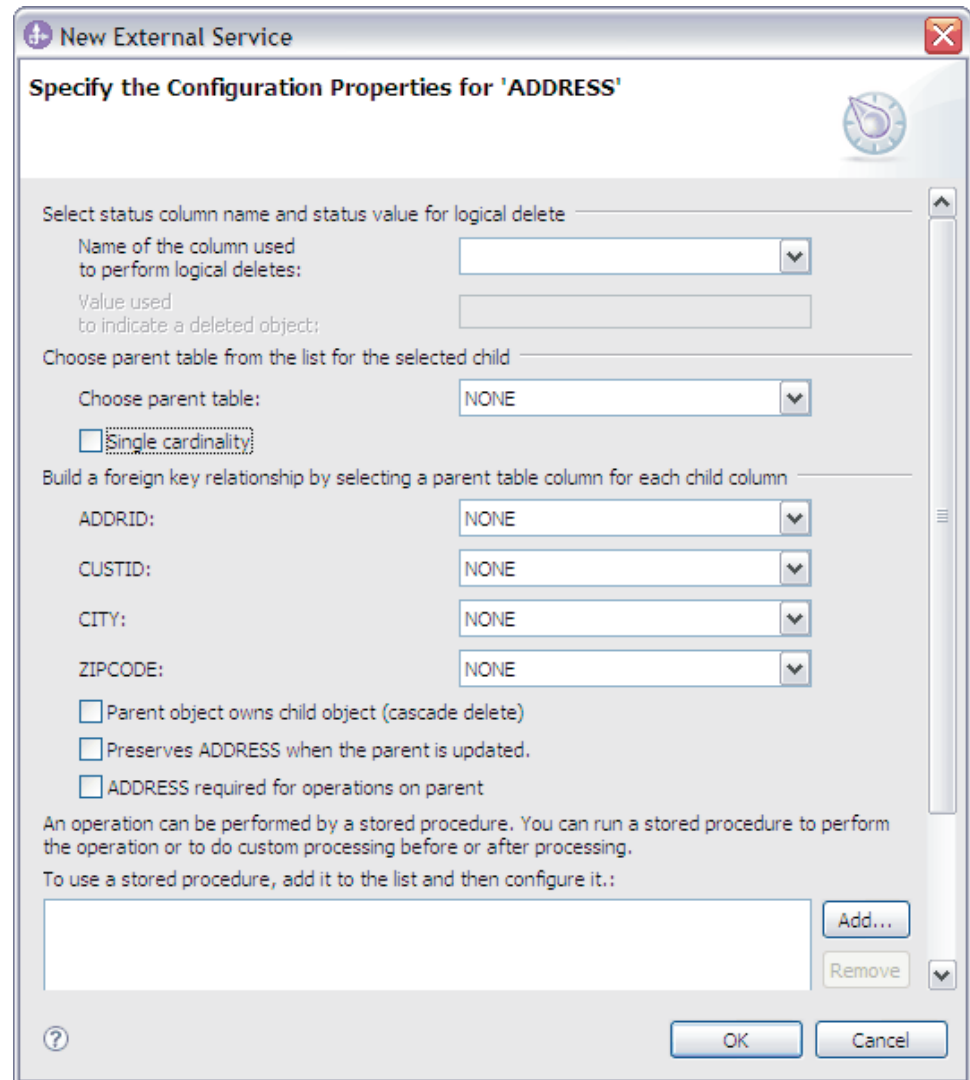 New External Service
Specify the Configuration Properties for 'ADDRESS'
Select status column name and status value for logical delete
Name of the column used
to perform logical deletes:
Value used
to indicate a deleted object:
Choose parent table from the list for the selected child
Choose parent table: NONE
Single cardinality
Build a foreign key relationship by selecting a parent table column for each child column
ADDRID: NONE
CUSTID: NONE
CITY: NONE
ZIPCODE: NONE
Parent object owns child object (cascade delete)
Preserves ADDRESS when the parent is updated.
ADDRESS required for operations on parent
An operation can be performed by a stored procedure. You can run a stored procedure to perform
the operation or to do custom processing before or after processing.
To use a stored procedure, add it to the list and then configure it.:
Add...
Remove
?
OK Cancel